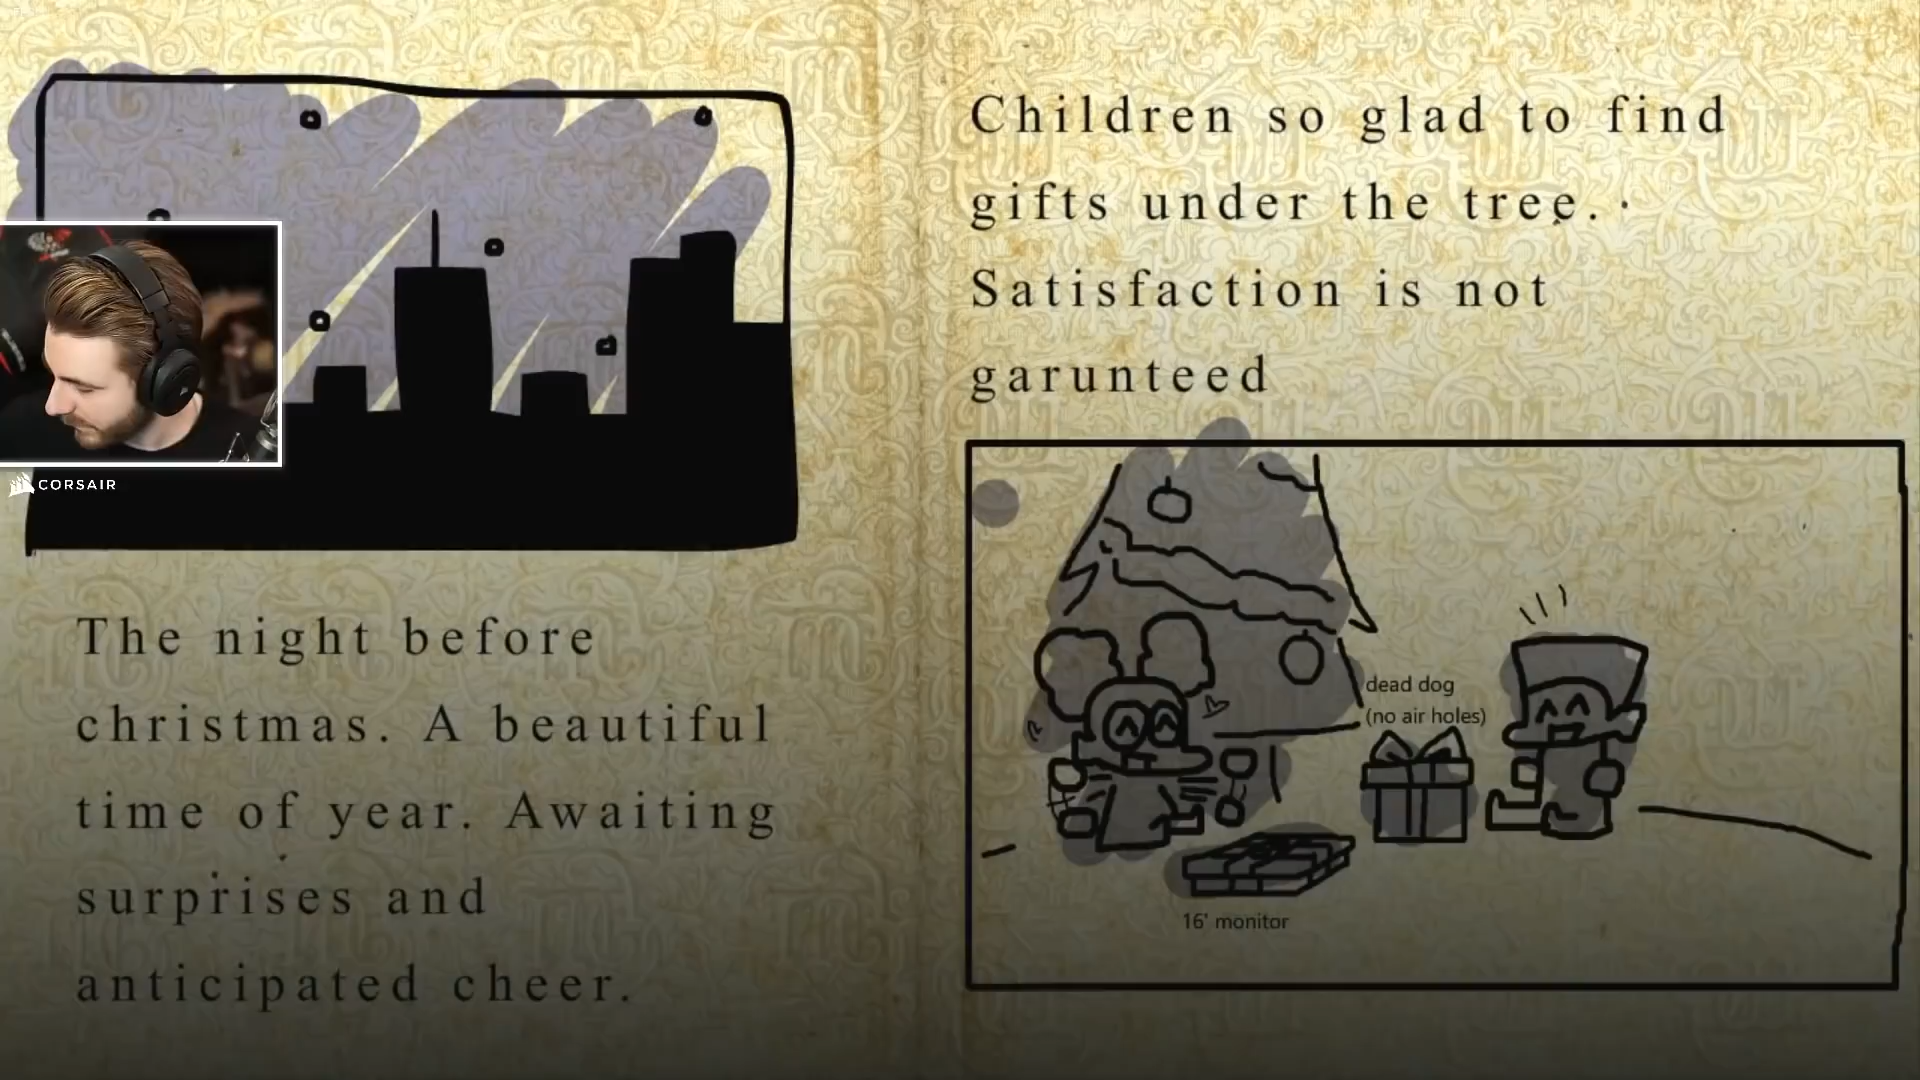 CORSAIR
The night before
christmas. A beautiful
time of year. Awaiting
surprises and
anticipated cheer.
Children so glad to find
gifts under the tree.
Satisfaction is not
garunteed
dead dog
(no air holes)
16' monitor